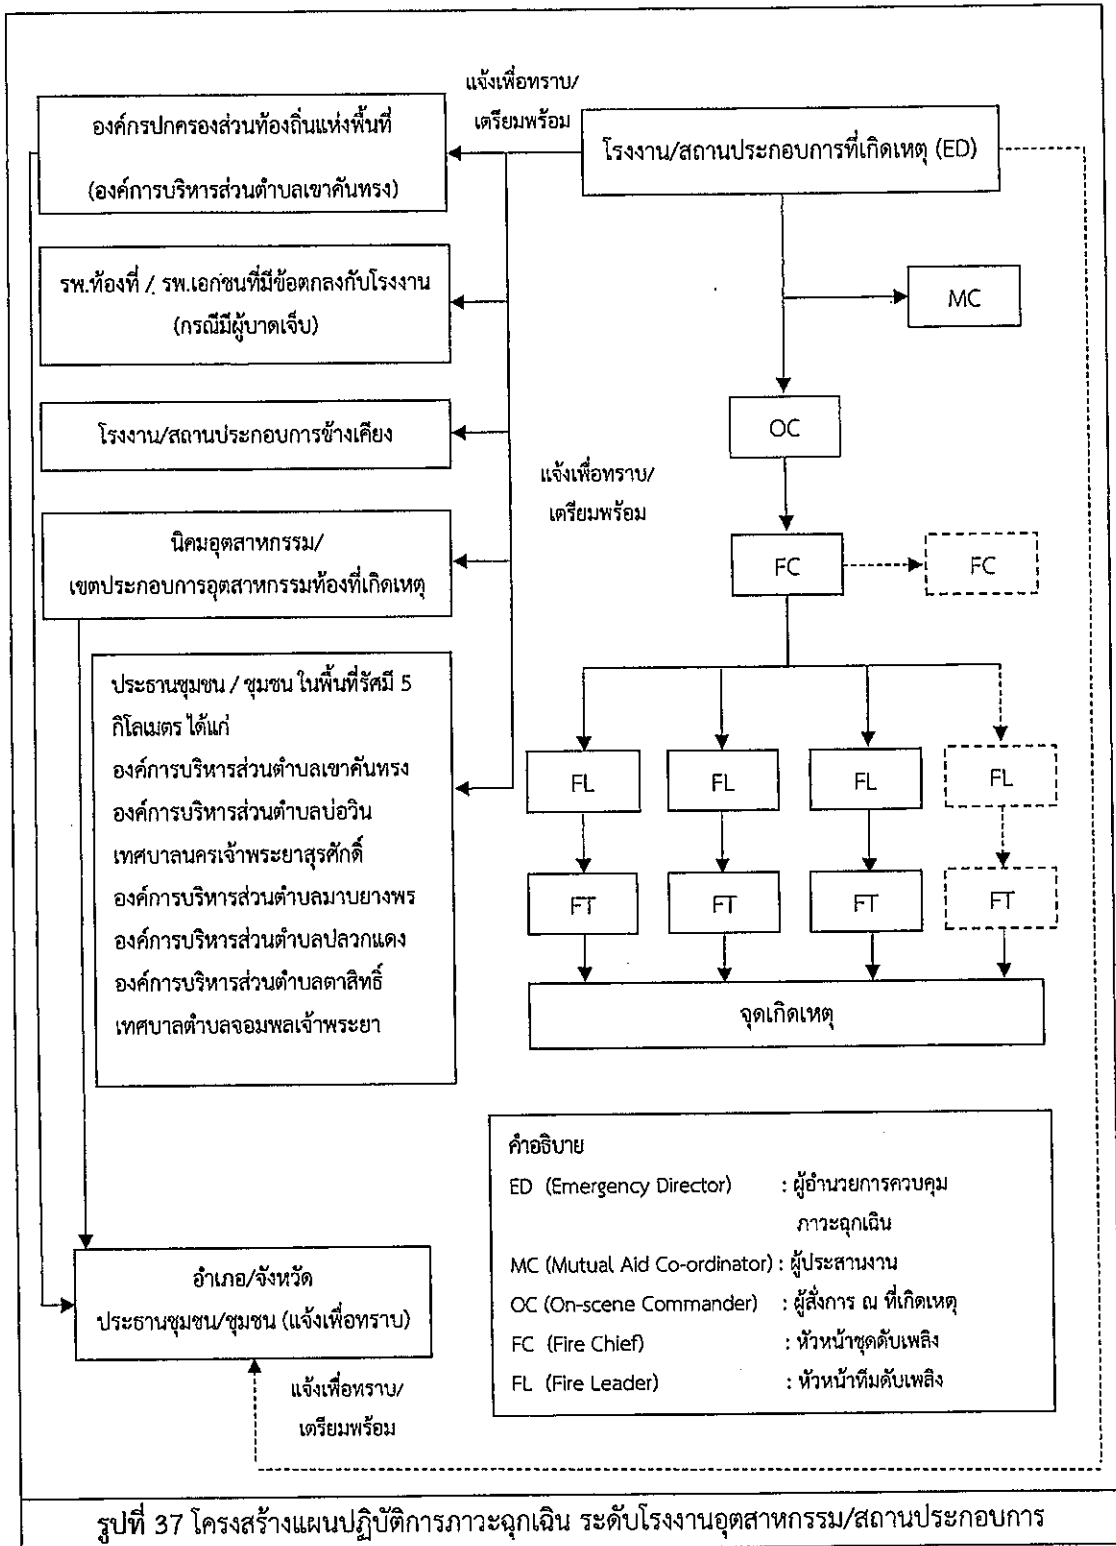 แจ้งเพื่อทราบ/
เตรียมพร้อม
องค์กรปกครองส่วนท้องถิ่นแห่งพื้นที่
(องค์การบริหารส่วนตำบลเขาคันทรง)
โรงงาน/สถานประกอบการที่เกิดเหตุ (ED)
รพ.ท้องที่ / รพ.เอกชนที่มีข้อตกลงกับโรงงาน
(กรณีมีผู้บาดเจ็บ)
MC
โรงงาน/สถานประกอบการข้างเคียง
OC
แจ้งเพื่อทราบ/
เตรียมพร้อม
นิคมอุตสาหกรรม/
เขตประกอบการอุตสาหกรรมท้องที่เกิดเหตุ
FC
FC
ประธานชุมชน / ชุมชน ในพื้นที่รัศมี 5
กิโลเมตร ได้แก่
องค์การบริหารส่วนตำบลเขาคันทรง
องค์การบริหารส่วนตำบลบ่อวิน
เทศบาลนครเจ้าพระยาสุรศักดิ์
องค์การบริหารส่วนตำบลมาบยางพร
องค์การบริหารส่วนตำบลปลวกแดง
องค์การบริหารส่วนตำบลตาสิทธิ์
เทศบาลตำบลจอมพลเจ้าพระยา
FL FL FL FL
FT FT FT FT
จุดเกิดเหตุ
คำอธิบาย
ED (Emergency Director) : ผู้อำนวยการควบคุม
ภาวะฉุกเฉิน
MC (Mutual Aid Co-ordinator) : ผู้ประสานงาน
OC (On-scene Commander) : ผู้สั่งการ ณ ที่เกิดเหตุ
FC (Fire Chief) : หัวหน้าชุดดับเพลิง
FL (Fire Leader) : หัวหน้าทีมดับเพลิง
อำเภอ/จังหวัด
ประธานชุมชน/ชุมชน (แจ้งเพื่อทราบ)
แจ้งเพื่อทราบ/
เตรียมพร้อม
รูปที่ 37 โครงสร้างแผนปฏิบัติการภาวะฉุกเฉิน ระดับโรงงานอุตสาหกรรม/สถานประกอบการ